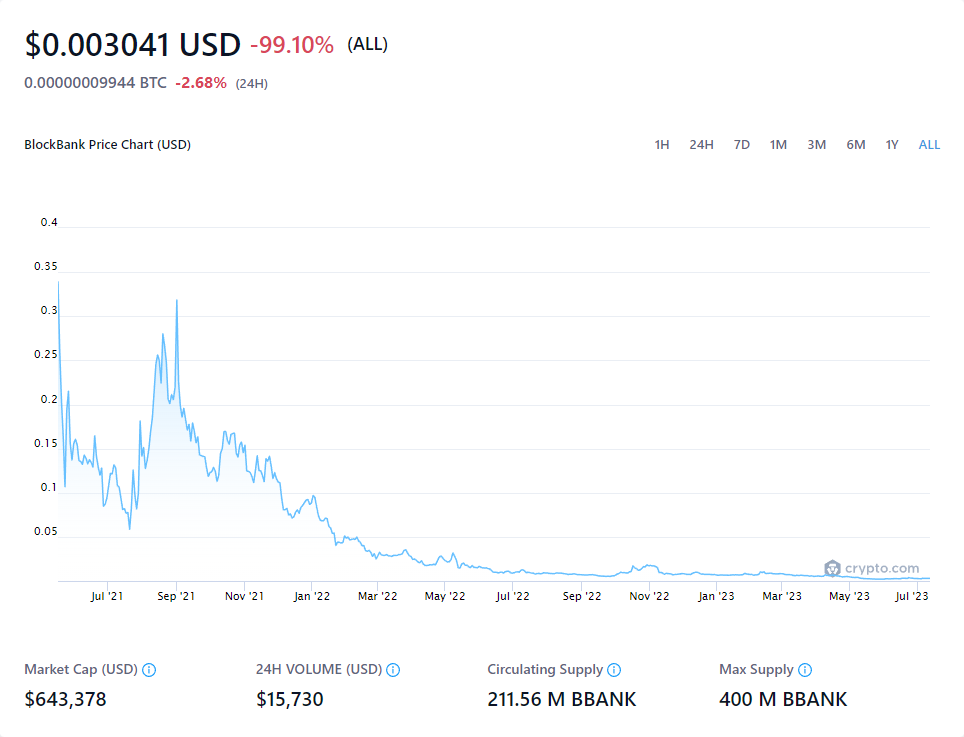 $0.003041 USD -99.10% (ALL)
0.00000009944 BTC -2.68% (24H)
BlockBank Price Chart (USD) 1H 24H 7D 1M 3M 6M 1Y ALL
0.4
0.35
0.3
0.25
0.2
0.15
0.1
0.05
crypto.com
Jul '21 Sep '21 Nov '21 Jan '22 Mar '22 May '22 Jul '22 Sep '22 Nov '22 Jan '23 Mar '23 May '23 Jul '23
Market Cap (USD) 24H VOLUME (USD) Circulating Supply Max Supply
$643,378 $15,730 211.56 M BBANK 400 M BBANK